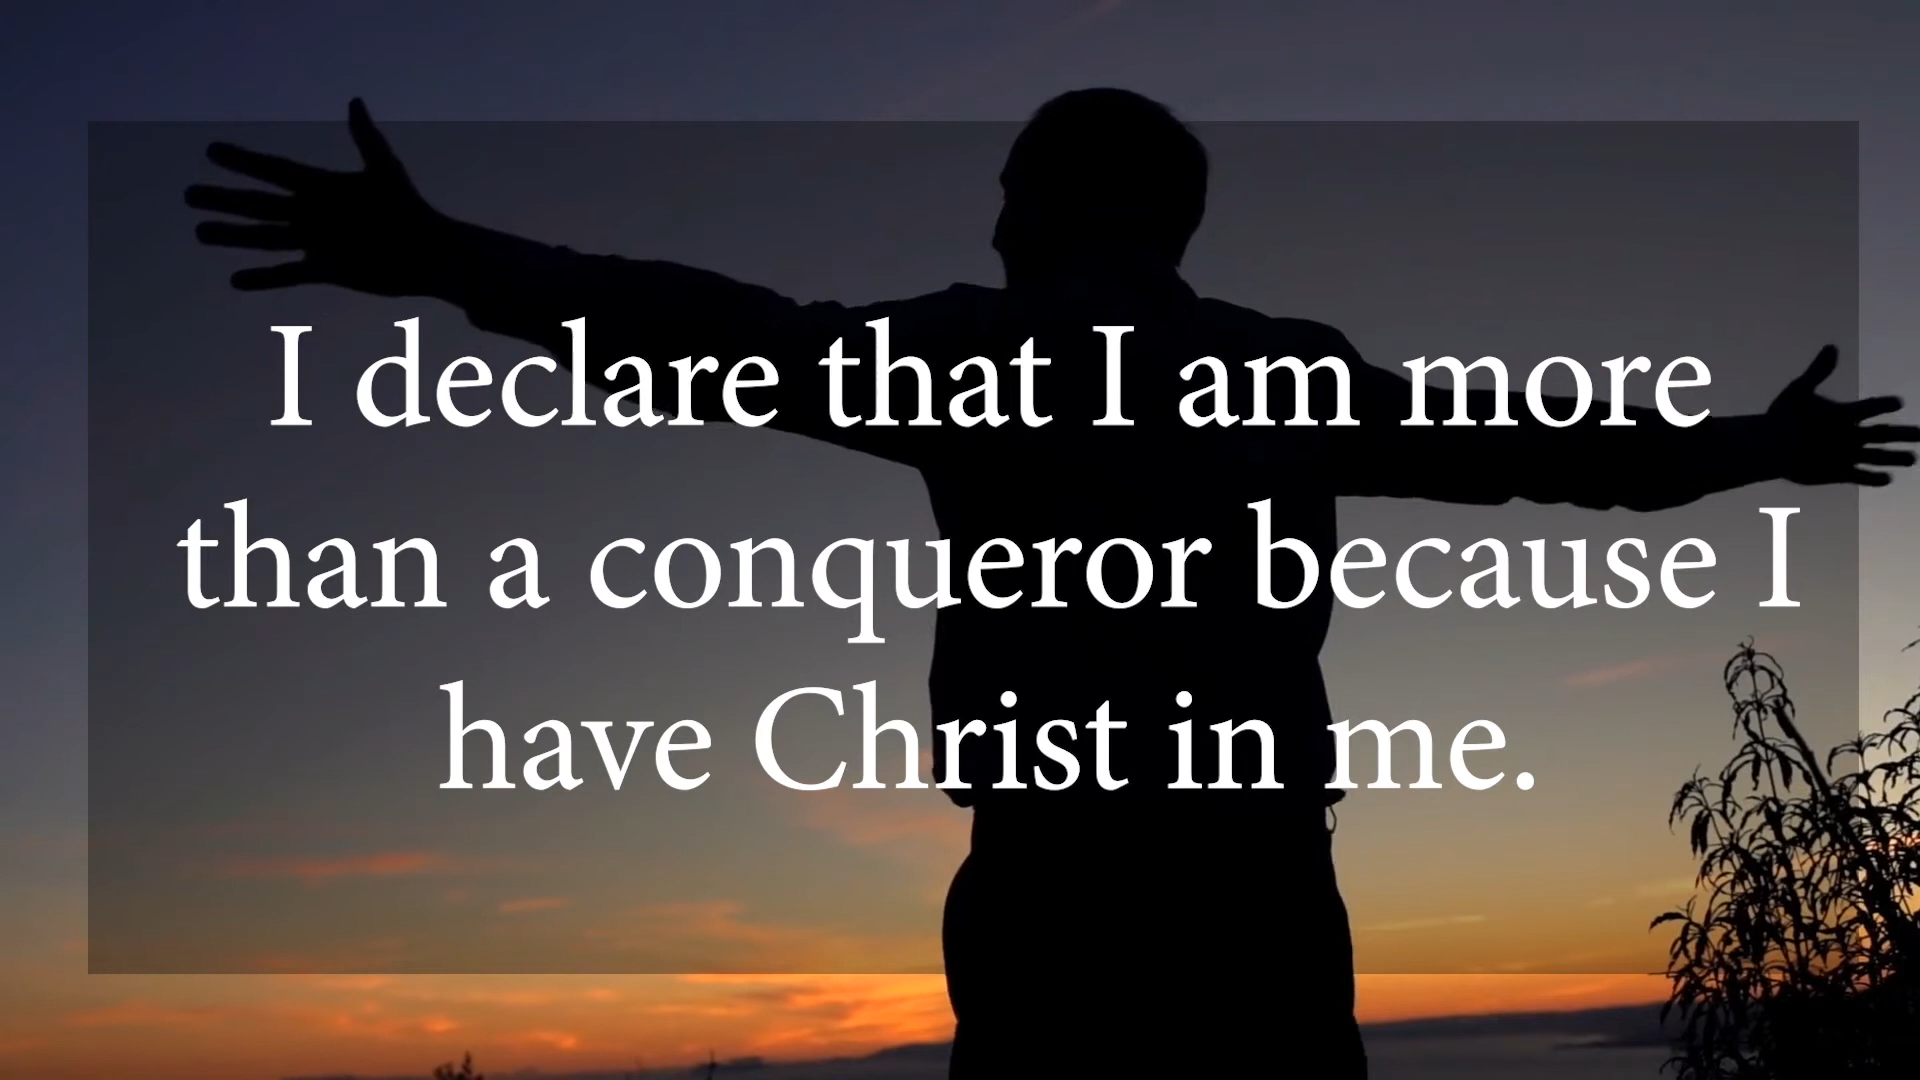 I declare that I am more
than a conqueror because I
have Christ in me.